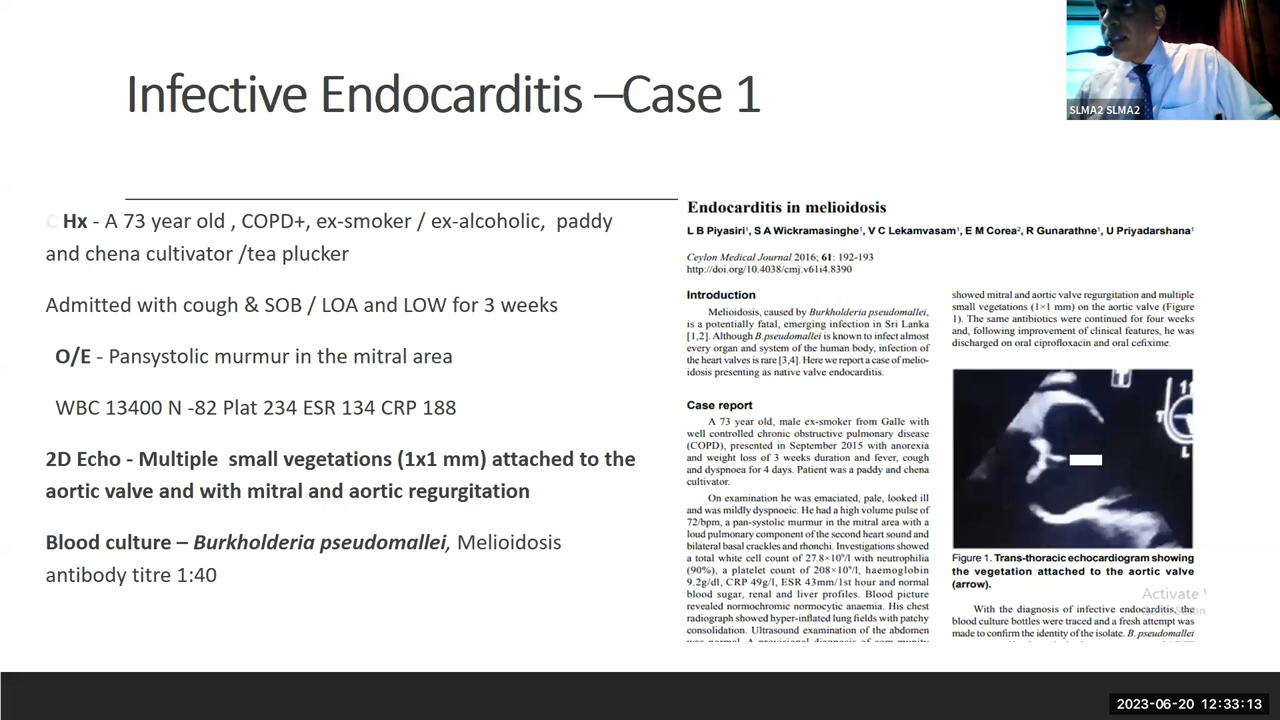 Infective Endocarditis –Case 1
SLMA2 SLMA2
C Hx - A 73 year old , COPD+, ex-smoker / ex-alcoholic, paddy
and chena cultivator /tea plucker
Admitted with cough & SOB / LOA and LOW for 3 weeks
O/E - Pansystolic murmur in the mitral area
WBC 13400 N -82 Plat 234 ESR 134 CRP 188
2D Echo - Multiple small vegetations (1x1 mm) attached to the
aortic valve and with mitral and aortic regurgitation
Blood culture – Burkholderia pseudomallei, Melioidosis
antibody titre 1:40
Endocarditis in melioidosis
L B Piyasiri¹, S A Wickramasinghe¹, V C Lekamvasam¹, E M Corea², R Gunarathne¹, U Priyadarshana¹
Ceylon Medical Journal 2016; 61: 192-193
http://doi.org/10.4038/cmj.v61i4.8390
Introduction
Melioidosis, caused by Burkholderia pseudomallei,
is a potentially fatal, emerging infection in Sri Lanka
[1,2]. Although B.pseudomallei is known to infect almost
every organ and system of the human body, infection of
the heart valves is rare [3,4]. Here we report a case of melio-
idosis presenting as native valve endocarditis.
Case report
A 73 year old, male ex-smoker from Galle with
well controlled chronic obstructive pulmonary disease
(COPD), presented in September 2015 with anorexia
and weight loss of 3 weeks duration and fever, cough
and dyspnoea for 4 days. Patient was a paddy and chena
cultivator.
On examination he was emaciated, pale, looked ill
and was mildly dyspnoeic. He had a high volume pulse of
72/bpm, a pan-systolic murmur in the mitral area with a
loud pulmonary component of the second heart sound and
bilateral basal crackles and rhonchi. Investigations showed
a total white cell count of 27.8×10⁹/l with neutrophilia
(90%), a platelet count of 208×10⁹/l, haemoglobin
9.2g/dl, CRP 49g/l, ESR 43mm/1st hour and normal
blood sugar, renal and liver profiles. Blood picture
revealed normochromic normocytic anaemia. His chest
radiograph showed hyper-inflated lung fields with patchy
consolidation. Ultrasound examination of the abdomen
was normal. A provisional diagnosis of community
showed mitral and aortic valve regurgitation and multiple
small vegetations (1×1 mm) on the aortic valve (Figure
1). The same antibiotics were continued for four weeks
and, following improvement of clinical features, he was
discharged on oral ciprofloxacin and oral cefixime.
Figure 1. Trans-thoracic echocardiogram showing
the vegetation attached to the aortic valve
(arrow).
Activate
With the diagnosis of infective endocarditis, the
blood culture bottles were traced and a fresh attempt was
made to confirm the identity of the isolate. B. pseudomallei
2023-06-20 12:33:13